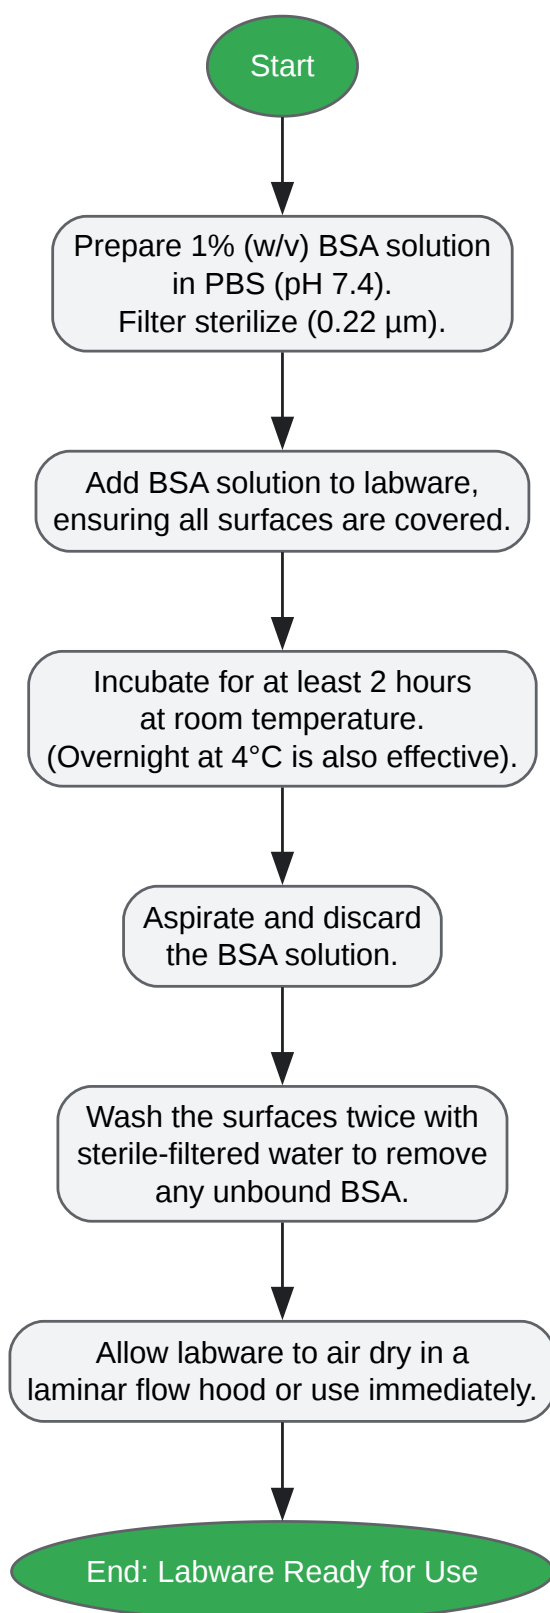 Start
Prepare 1% (w/v) BSA solution
in PBS (pH 7.4).
Filter sterilize (0.22 µm).
Add BSA solution to labware,
ensuring all surfaces are covered.
Incubate for at least 2 hours
at room temperature.
(Overnight at 4°C is also effective).
Aspirate and discard
the BSA solution.
Wash the surfaces twice with
sterile-filtered water to remove
any unbound BSA.
Allow labware to air dry in a
laminar flow hood or use immediately.
End: Labware Ready for Use